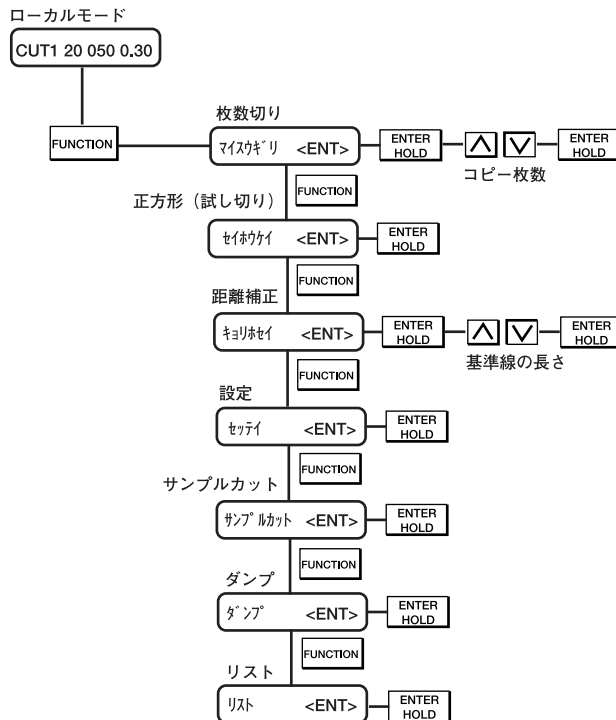 ローカルモード
CUT1 20 050 0.30
枚数切り
FUNCTION
ﾏｲｽｳｷﾞﾘ <ENT>
ENTER HOLD
ENTER HOLD
コピー枚数
FUNCTION
正方形（試し切り）
ｾｲﾎｳｹｲ <ENT>
ENTER HOLD
FUNCTION
距離補正
ｷｮﾘﾎｾｲ <ENT>
ENTER HOLD
ENTER HOLD
基準線の長さ
FUNCTION
設定
ｾｯﾃｲ <ENT>
ENTER HOLD
FUNCTION
サンプルカット
ｻﾝﾌﾟﾙｶｯﾄ <ENT>
ENTER HOLD
FUNCTION
ダンプ
ﾀﾞﾝﾌﾟ <ENT>
ENTER HOLD
FUNCTION
リスト
ﾘｽﾄ <ENT>
ENTER HOLD